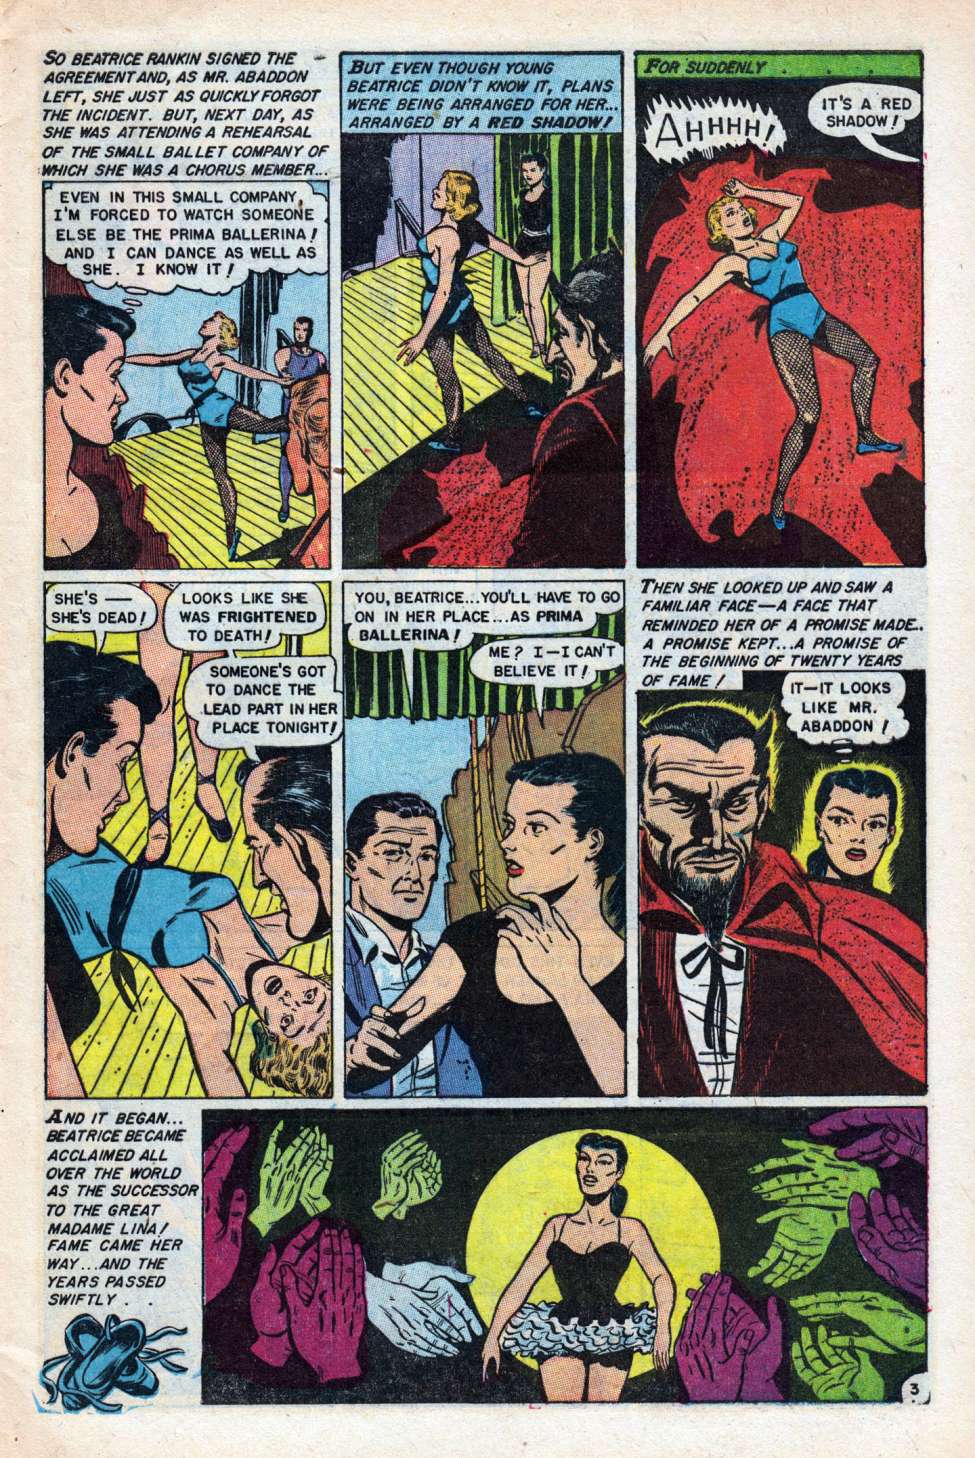 SO BEATRICE RANKIN SIGNED THE
AGREEMENT AND, AS MR. ABADDON
LEFT, SHE JUST AS QUICKLY FORGOT
THE INCIDENT. BUT, NEXT DAY, AS
SHE WAS ATTENDING A REHEARSAL
OF THE SMALL BALLET COMPANY OF
WHICH SHE WAS A CHORUS MEMBER...
EVEN IN THIS SMALL COMPANY,
I'M FORCED TO WATCH SOMEONE
ELSE BE THE PRIMA BALLERINA!
AND I CAN DANCE AS WELL AS
SHE. I KNOW IT!
BUT EVEN THOUGH YOUNG
BEATRICE DIDN'T KNOW IT, PLANS
WERE BEING ARRANGED FOR HER...
ARRANGED BY A RED SHADOW!
FOR SUDDENLY . . . .
AHHHH!
IT'S A RED
SHADOW!
SHE'S —
SHE'S DEAD!
LOOKS LIKE SHE
WAS FRIGHTENED
TO DEATH!
SOMEONE'S GOT
TO DANCE THE
LEAD PART IN HER
PLACE TONIGHT!
YOU, BEATRICE...YOU'LL HAVE TO GO
ON IN HER PLACE...AS PRIMA
BALLERINA!
ME? I—I CAN'T
BELIEVE IT!
THEN SHE LOOKED UP AND SAW A
FAMILIAR FACE—A FACE THAT
REMINDED HER OF A PROMISE MADE..
A PROMISE KEPT...A PROMISE OF
THE BEGINNING OF TWENTY YEARS
OF FAME!
IT—IT LOOKS
LIKE MR.
ABADDON!
AND IT BEGAN...
BEATRICE BECAME
ACCLAIMED ALL
OVER THE WORLD
AS THE SUCCESSOR
TO THE GREAT
MADAME LINA!
FAME CAME HER
WAY...AND THE
YEARS PASSED
SWIFTLY . .
3